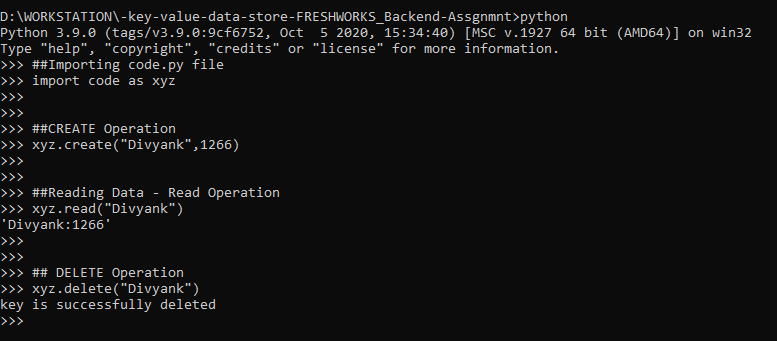 D:\WORKSTATION\-key-value-data-store-FRESHWORKS_Backend-Assgnmnt>python
Python 3.9.0 (tags/v3.9.0:9cf6752, Oct  5 2020, 15:34:40) [MSC v.1927 64 bit (AMD64)] on win32
Type "help", "copyright", "credits" or "license" for more information.
>>> ##Importing code.py file
>>> import code as xyz
>>>
>>>
>>> ##CREATE Operation
>>> xyz.create("Divyank",1266)
>>>
>>>
>>> ##Reading Data - Read Operation
>>> xyz.read("Divyank")
'Divyank:1266'
>>>
>>>
>>> ## DELETE Operation
>>> xyz.delete("Divyank")
key is successfully deleted
>>>